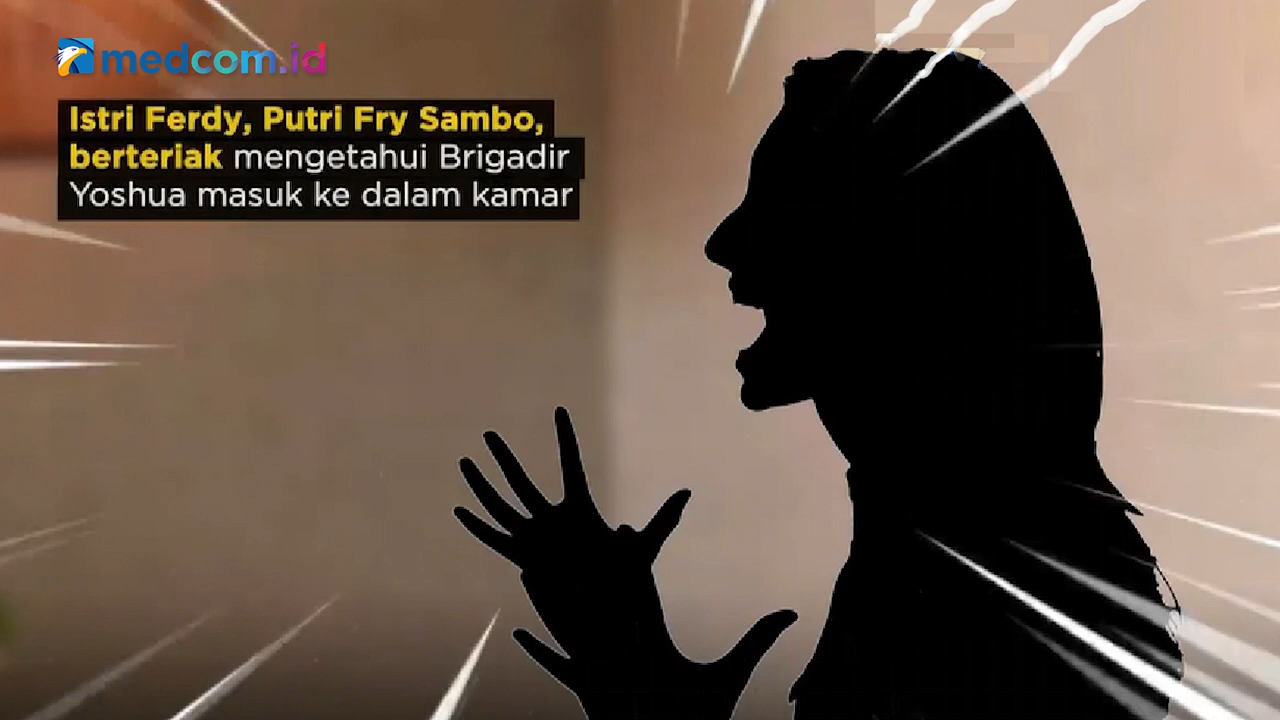 medcom.id
Istri Ferdy, Putri Fry Sambo,
berteriak mengetahui Brigadir
Yoshua masuk ke dalam kamar